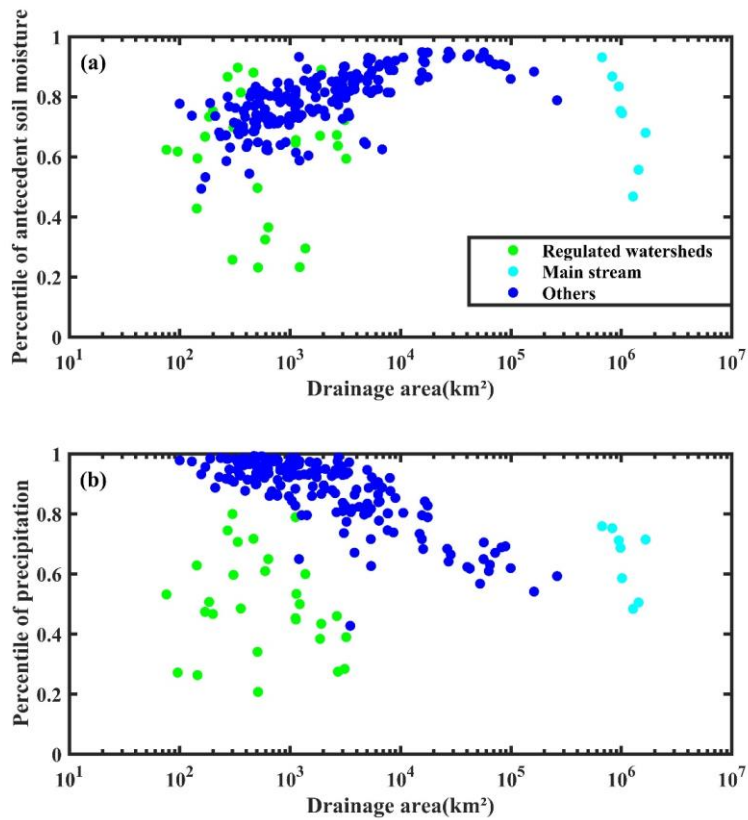 (a)
Percentile of antecedent soil moisture
1
0.8
0.6
0.4
0.2
0
Regulated watersheds
Main stream
Others
10¹ 10² 10³ 10⁴ 10⁵ 10⁶ 10⁷
Drainage area(km²)
(b)
Percentile of precipitation
1
0.8
0.6
0.4
0.2
0
10¹ 10² 10³ 10⁴ 10⁵ 10⁶ 10⁷
Drainage area(km²)